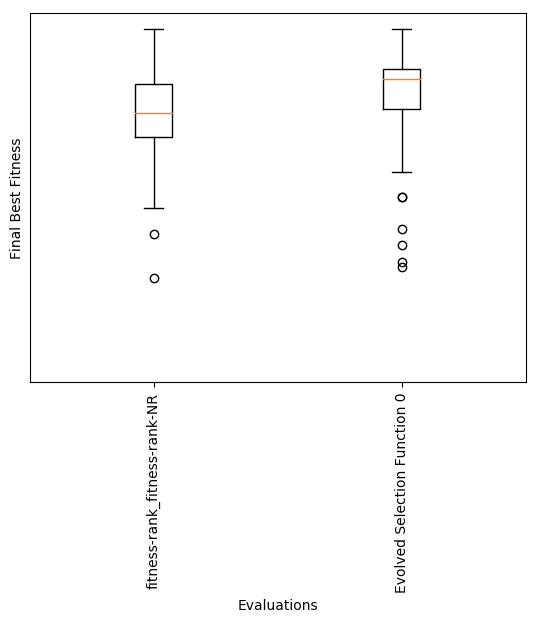 Final Best Fitness
fitness-rank_fitness-rank-NR
Evolved Selection Function 0
Evaluations